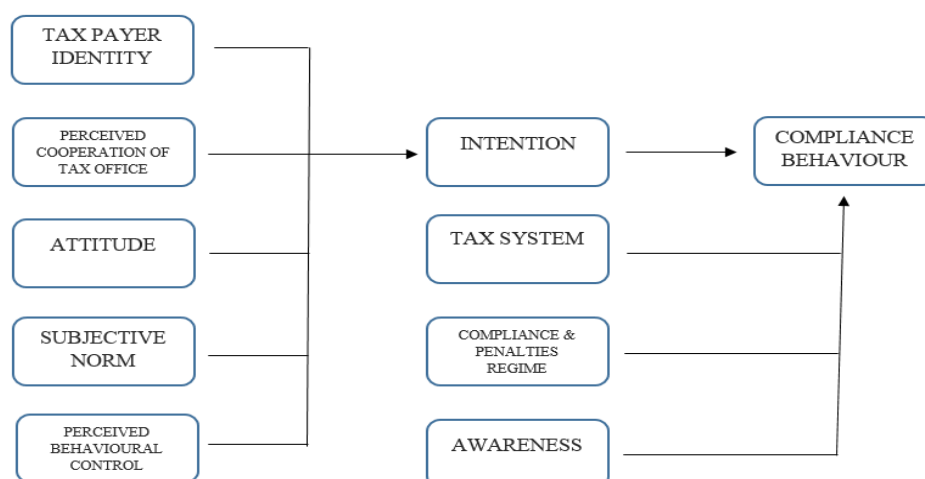 TAX PAYER
IDENTITY
PERCEIVED
COOPERATION OF
TAX OFFICE
ATTITUDE
SUBJECTIVE
NORM
PERCEIVED
BEHAVIOURAL
CONTROL
INTENTION
TAX SYSTEM
COMPLIANCE &
PENALTIES
REGIME
AWARENESS
COMPLIANCE
BEHAVIOUR